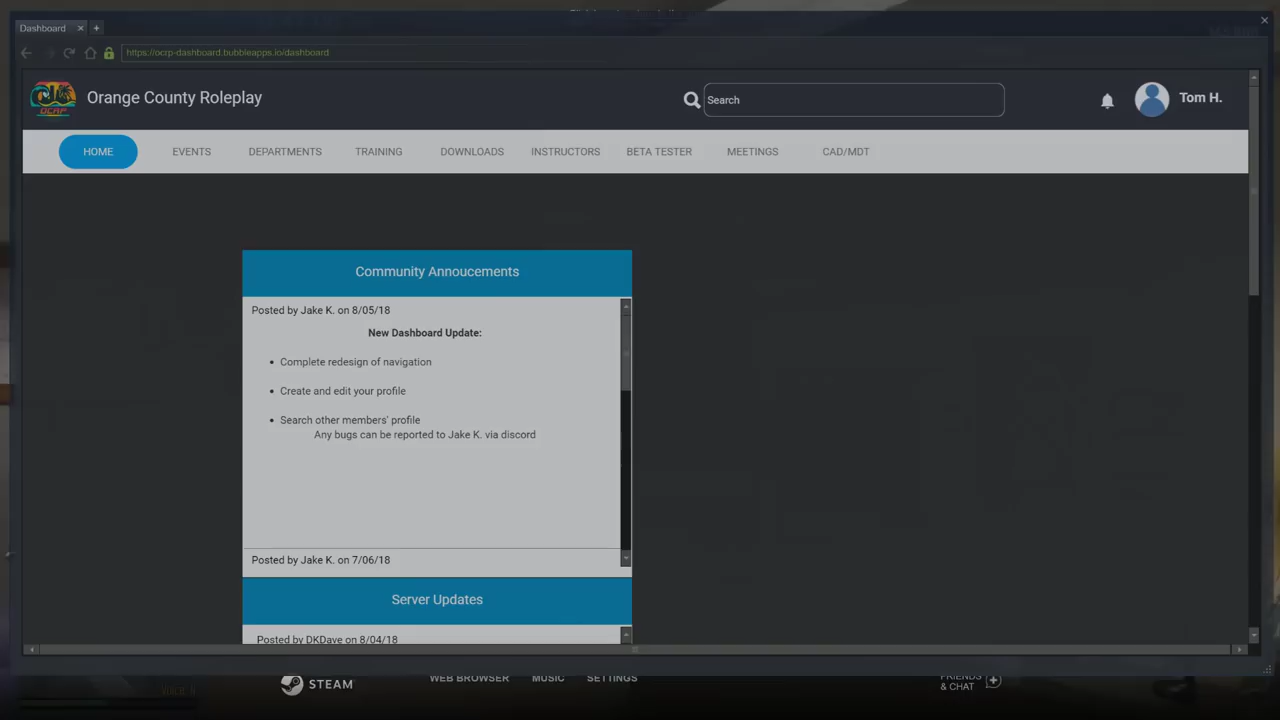 Dashboard
https://ocrp-dashboard.bubbleapps.io/dashboard
OCRP
Orange County Roleplay
Search
Tom H.
HOME EVENTS DEPARTMENTS TRAINING DOWNLOADS INSTRUCTORS BETA TESTER MEETINGS CAD/MDT
Community Annoucements
Posted by Jake K. on 8/05/18
New Dashboard Update:
• Complete redesign of navigation
• Create and edit your profile
• Search other members' profile
Any bugs can be reported to Jake K. via discord
Posted by Jake K. on 7/06/18
Server Updates
Posted by DKDave on 8/04/18
STEAM
WEB BROWSER MUSIC SETTINGS
FRIENDS
& CHAT